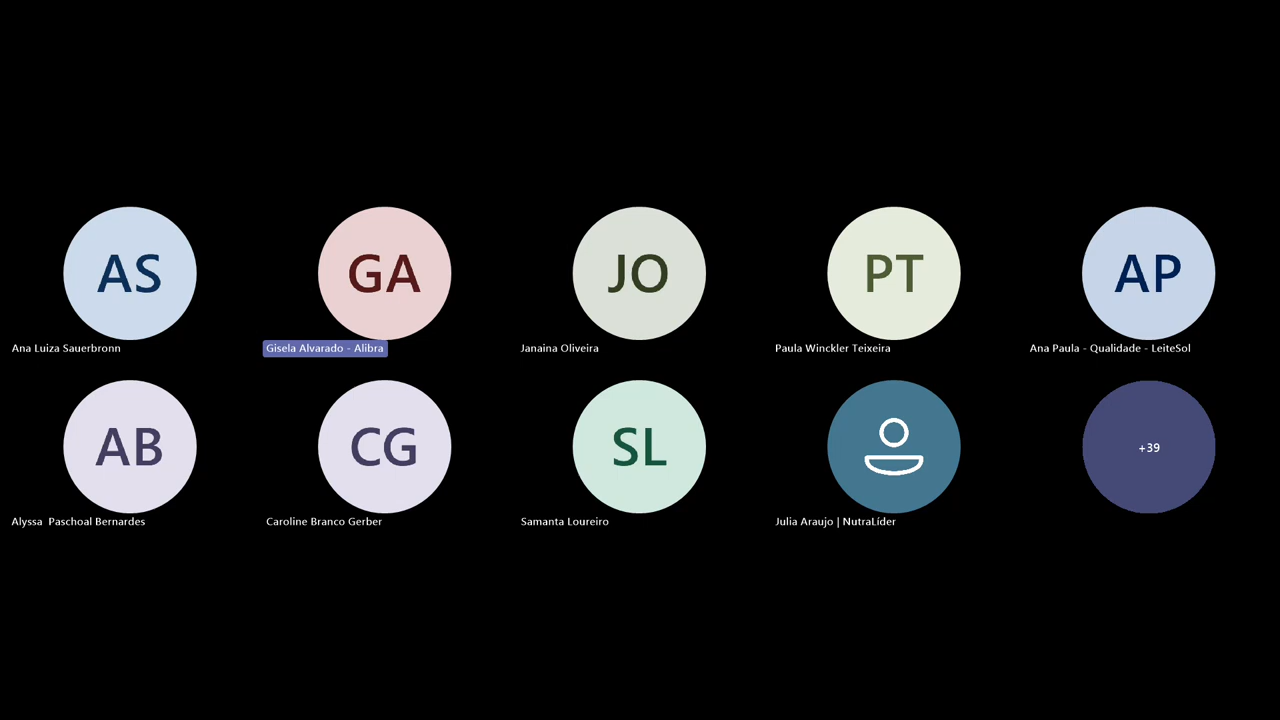 AS
GA
JO
PT
AP
Ana Luiza Sauerbronn
Gisela Alvarado - Alibra
Janaina Oliveira
Paula Winckler Teixeira
Ana Paula - Qualidade - LeiteSol
AB
CG
SL
+39
Alyssa  Paschoal Bernardes
Caroline Branco Gerber
Samanta Loureiro
Julia Araujo | NutraLíder